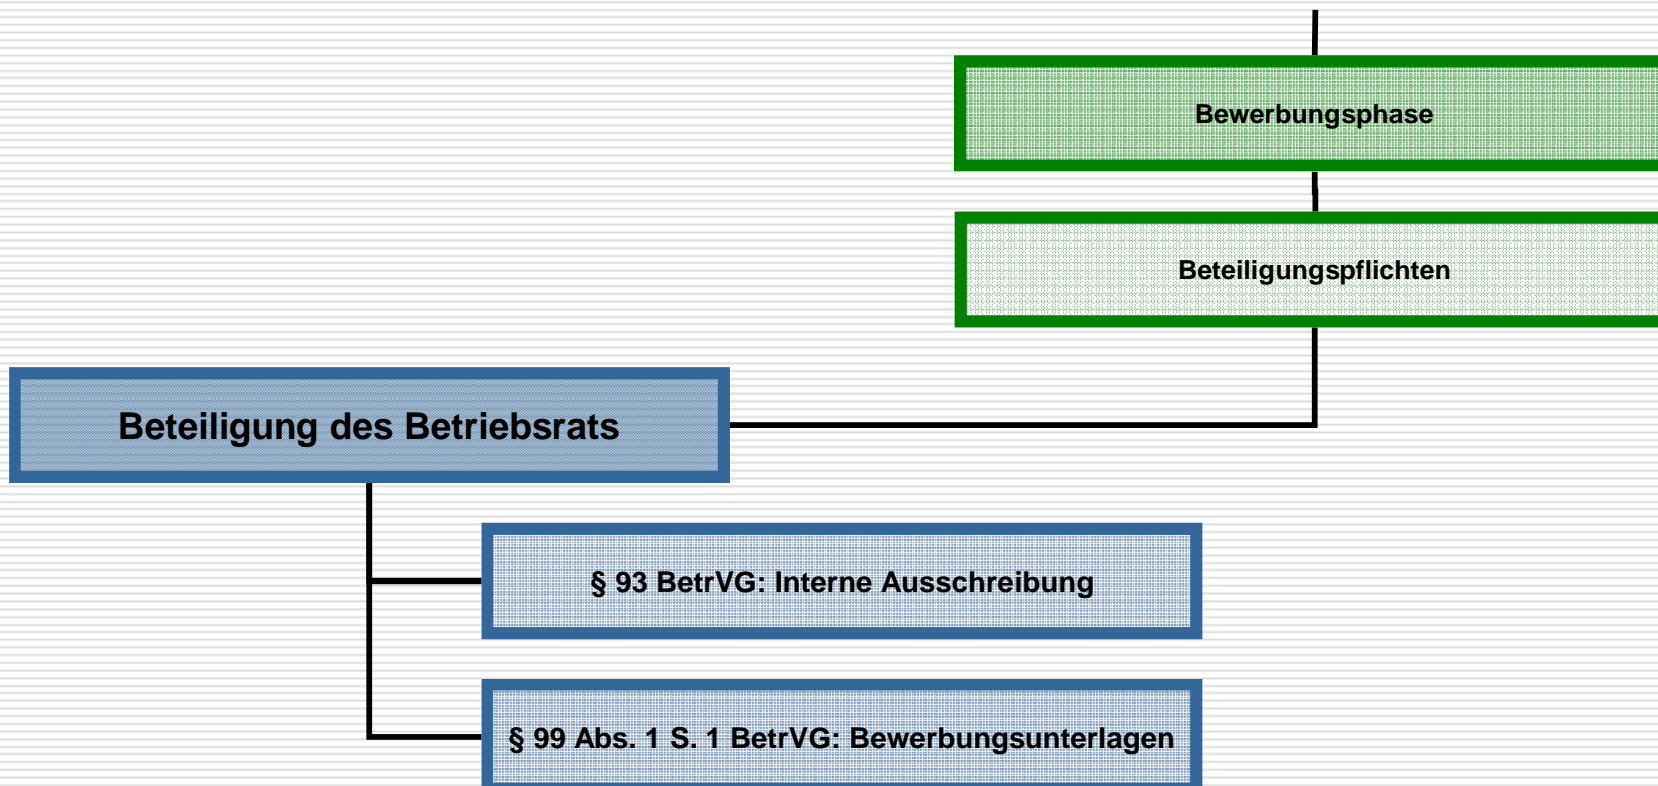 Bewerbungsphase
Beteiligungspflichten
Beteiligung des Betriebsrats
§ 93 BetrVG: Interne Ausschreibung
§ 99 Abs. 1 S. 1 BetrVG: Bewerbungsunterlagen